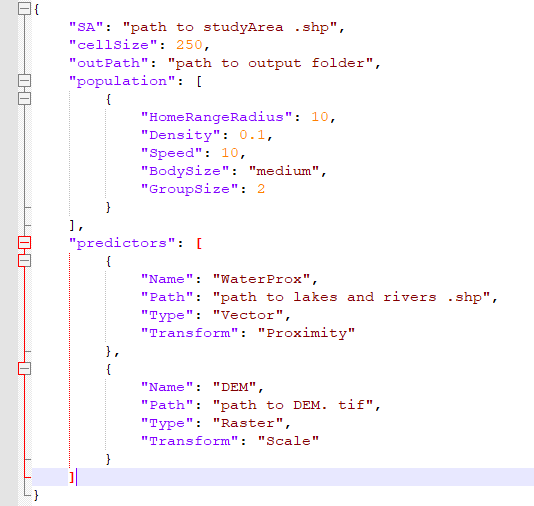 {
"SA": "path to studyArea .shp",
"cellSize": 250,
"outPath": "path to output folder",
"population": [
{
"HomeRangeRadius": 10,
"Density": 0.1,
"Speed": 10,
"BodySize": "medium",
"GroupSize": 2
}
],
"predictors": [
{
"Name": "WaterProx",
"Path": "path to lakes and rivers .shp",
"Type": "Vector",
"Transform": "Proximity"
},
{
"Name": "DEM",
"Path": "path to DEM. tif",
"Type": "Raster",
"Transform": "Scale"
}
]
}